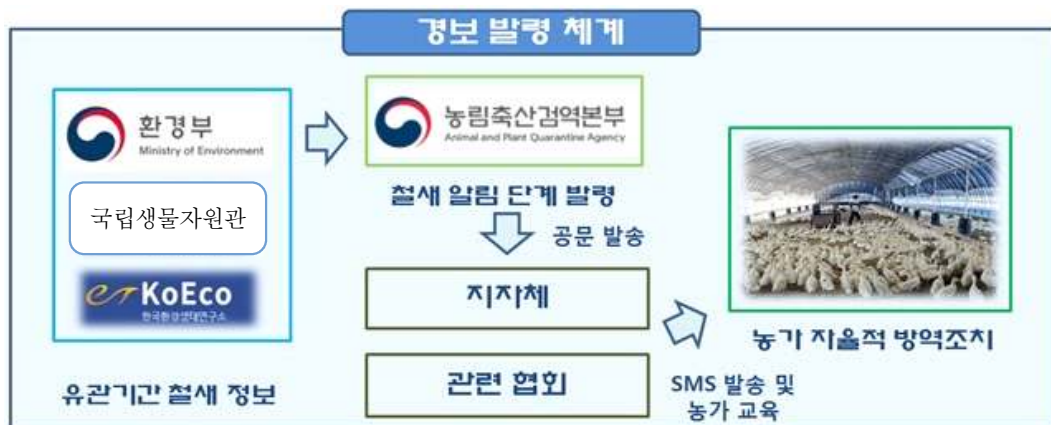 경보 발령 체계
환경부
Ministry of Environment
국립생물자원관
KoEco
한국환경생태연구소
유관기간 철새 정보
농림축산검역본부
Animal and Plant Quarantine Agency
철새 알림 단계 발령
공문 발송
지자체
관련 협회
SMS 발송 및
농가 교육
농가 자율적 방역조치